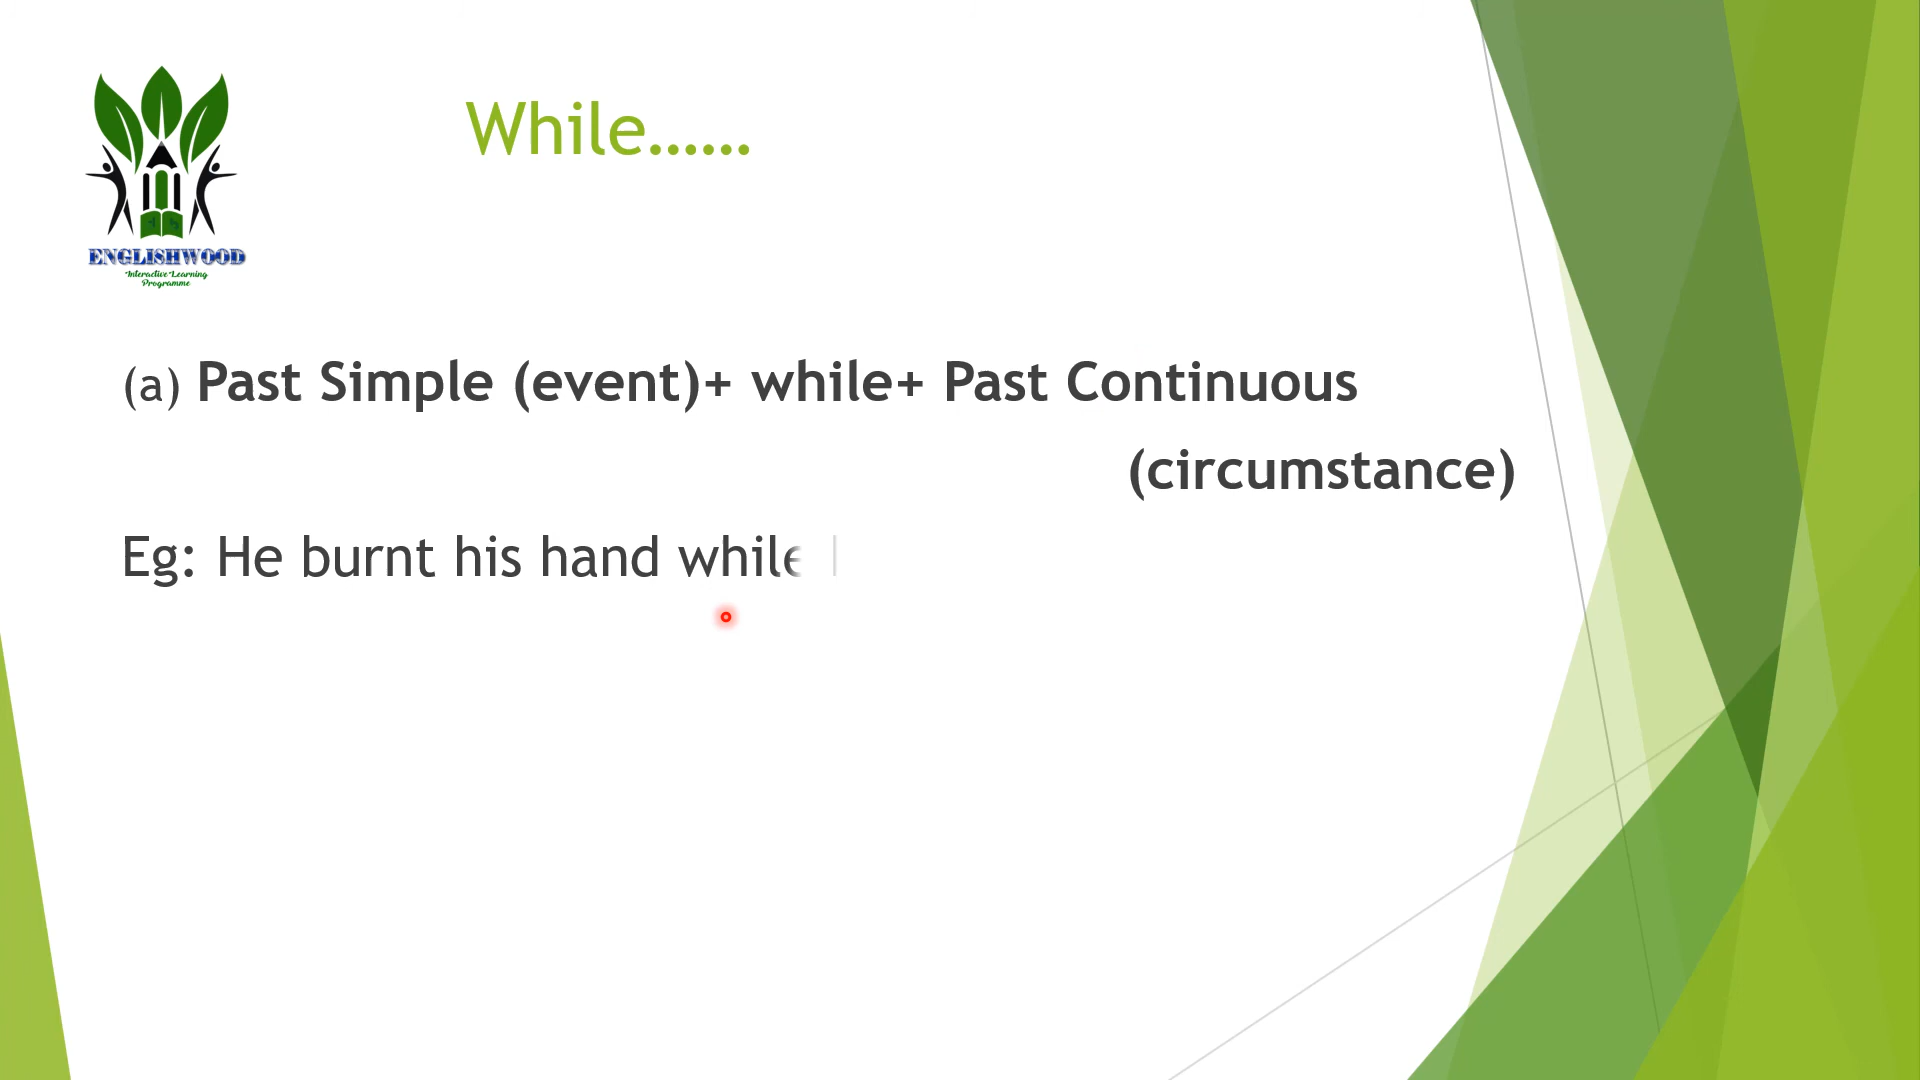 While......
ENGLISHWOOD
Interactive Learning
Programme
(a) Past Simple (event)+ while+ Past Continuous
(circumstance)
Eg: He burnt his hand while